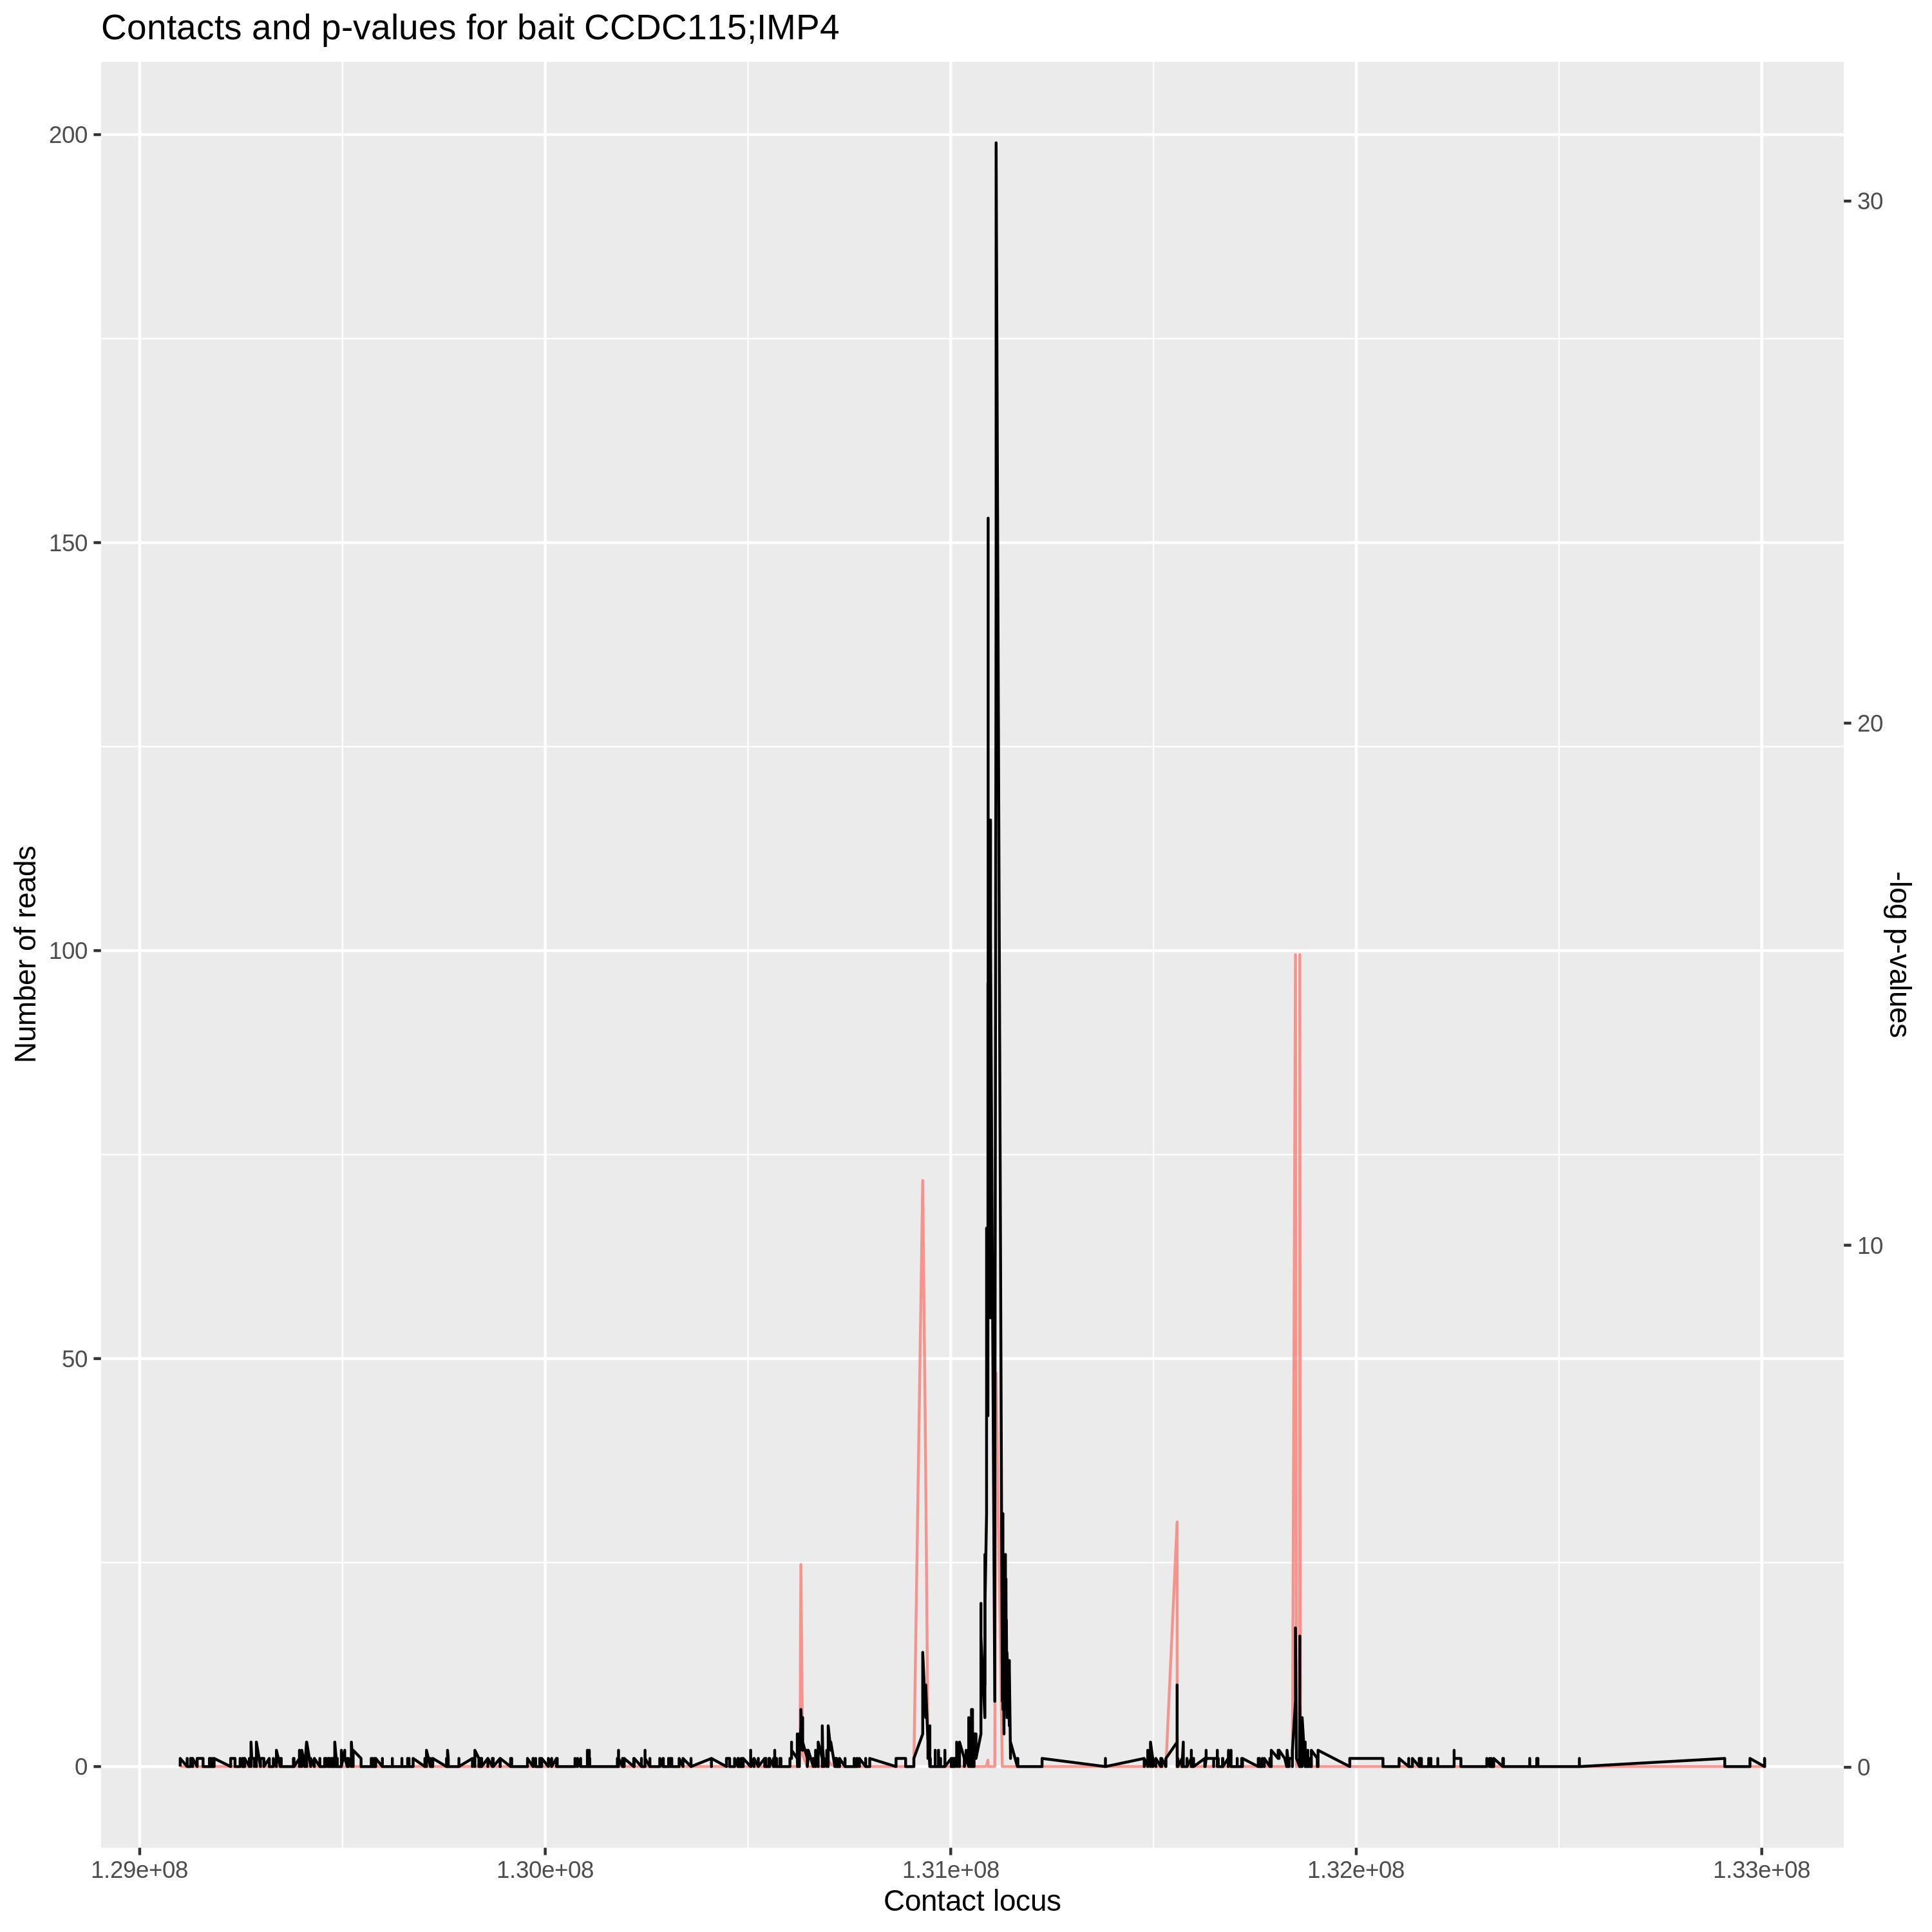 Contacts and p-values for bait CCDC115;IMP4
200
150
100
50
0
Number of reads
30
20
10
0
-log p-values
1.29e+08
1.30e+08
1.31e+08
1.32e+08
1.33e+08
Contact locus